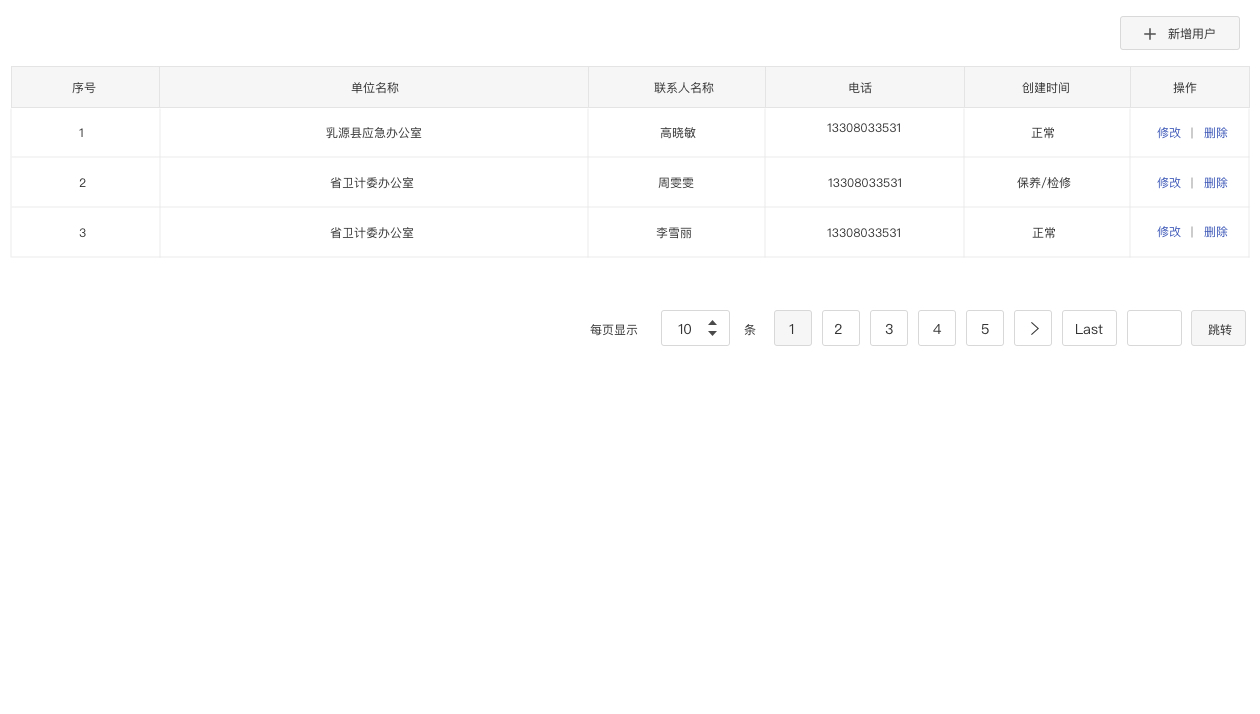 新增用户
序号 单位名称 联系人名称 电话 创建时间 操作
1 乳源县应急办公室 高晓敏 13308033531 正常 修改 | 删除
2 省卫计委办公室 周雯雯 13308033531 保养/检修 修改 | 删除
3 省卫计委办公室 李雪丽 13308033531 正常 修改 | 删除
每页显示 10 条 1 2 3 4 5 > Last 跳转